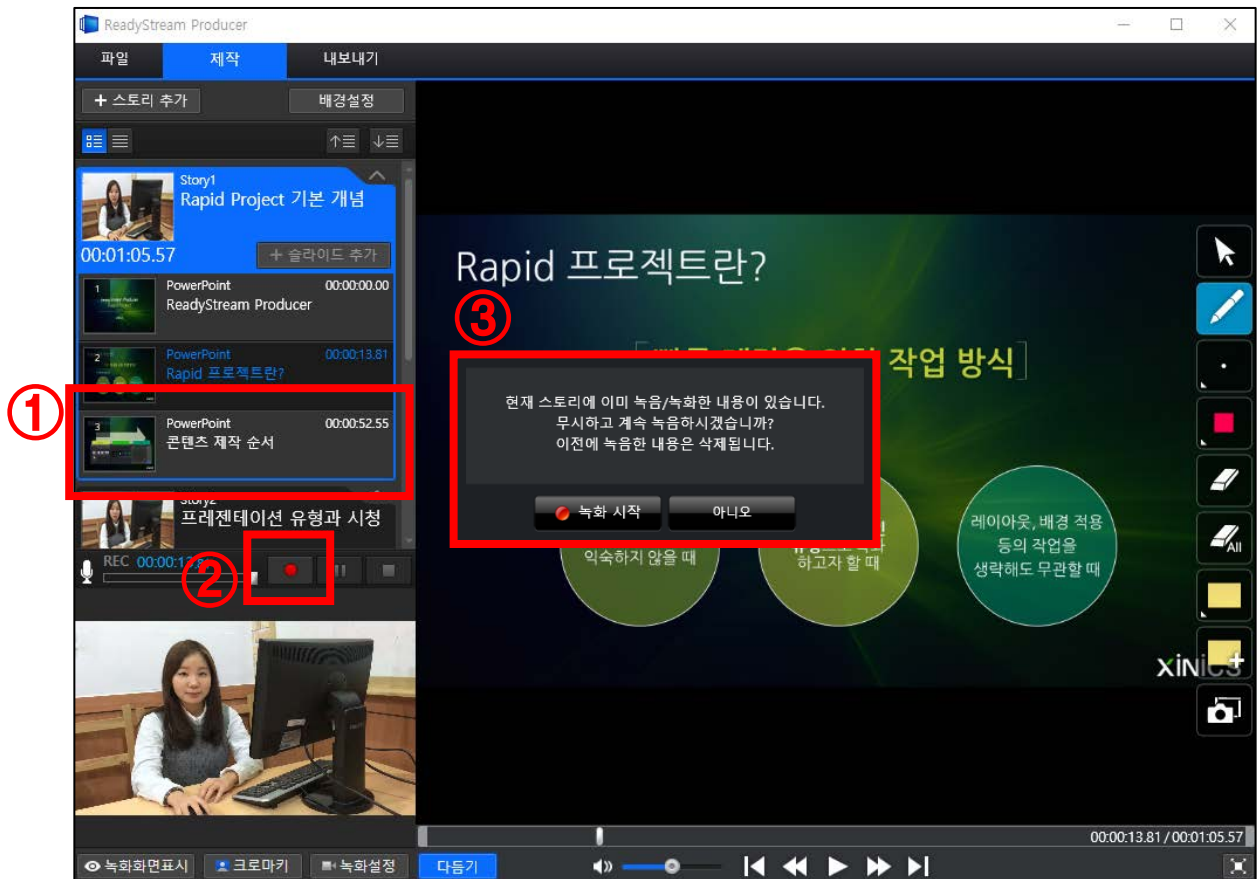 ReadyStream Producer
파일
제작
내보내기
+ 스토리 추가
배경설정
Story1
Rapid Project 기본 개념
00:01:05.57
+ 슬라이드 추가
1
PowerPoint
00:00:00.00
ReadyStream Producer
2
PowerPoint
00:00:13.81
Rapid 프로젝트란?
①
3
PowerPoint
00:00:52.55
콘텐츠 제작 순서
프레젠테이션 유형과 시청
REC
②
녹화화면표시
크로마키
녹화설정
Rapid 프로젝트란?
③
작업 방식
현재 스토리에 이미 녹음/녹화한 내용이 있습니다.
무시하고 계속 녹음하시겠습니까?
이전에 녹음한 내용은 삭제됩니다.
녹화 시작
아니오
익숙하지 않을 때
하고자 할 때
레이아웃, 배경 적용
등의 작업을
생략해도 무관할 때
All
00:00:13.81 / 00:01:05.57
다듬기